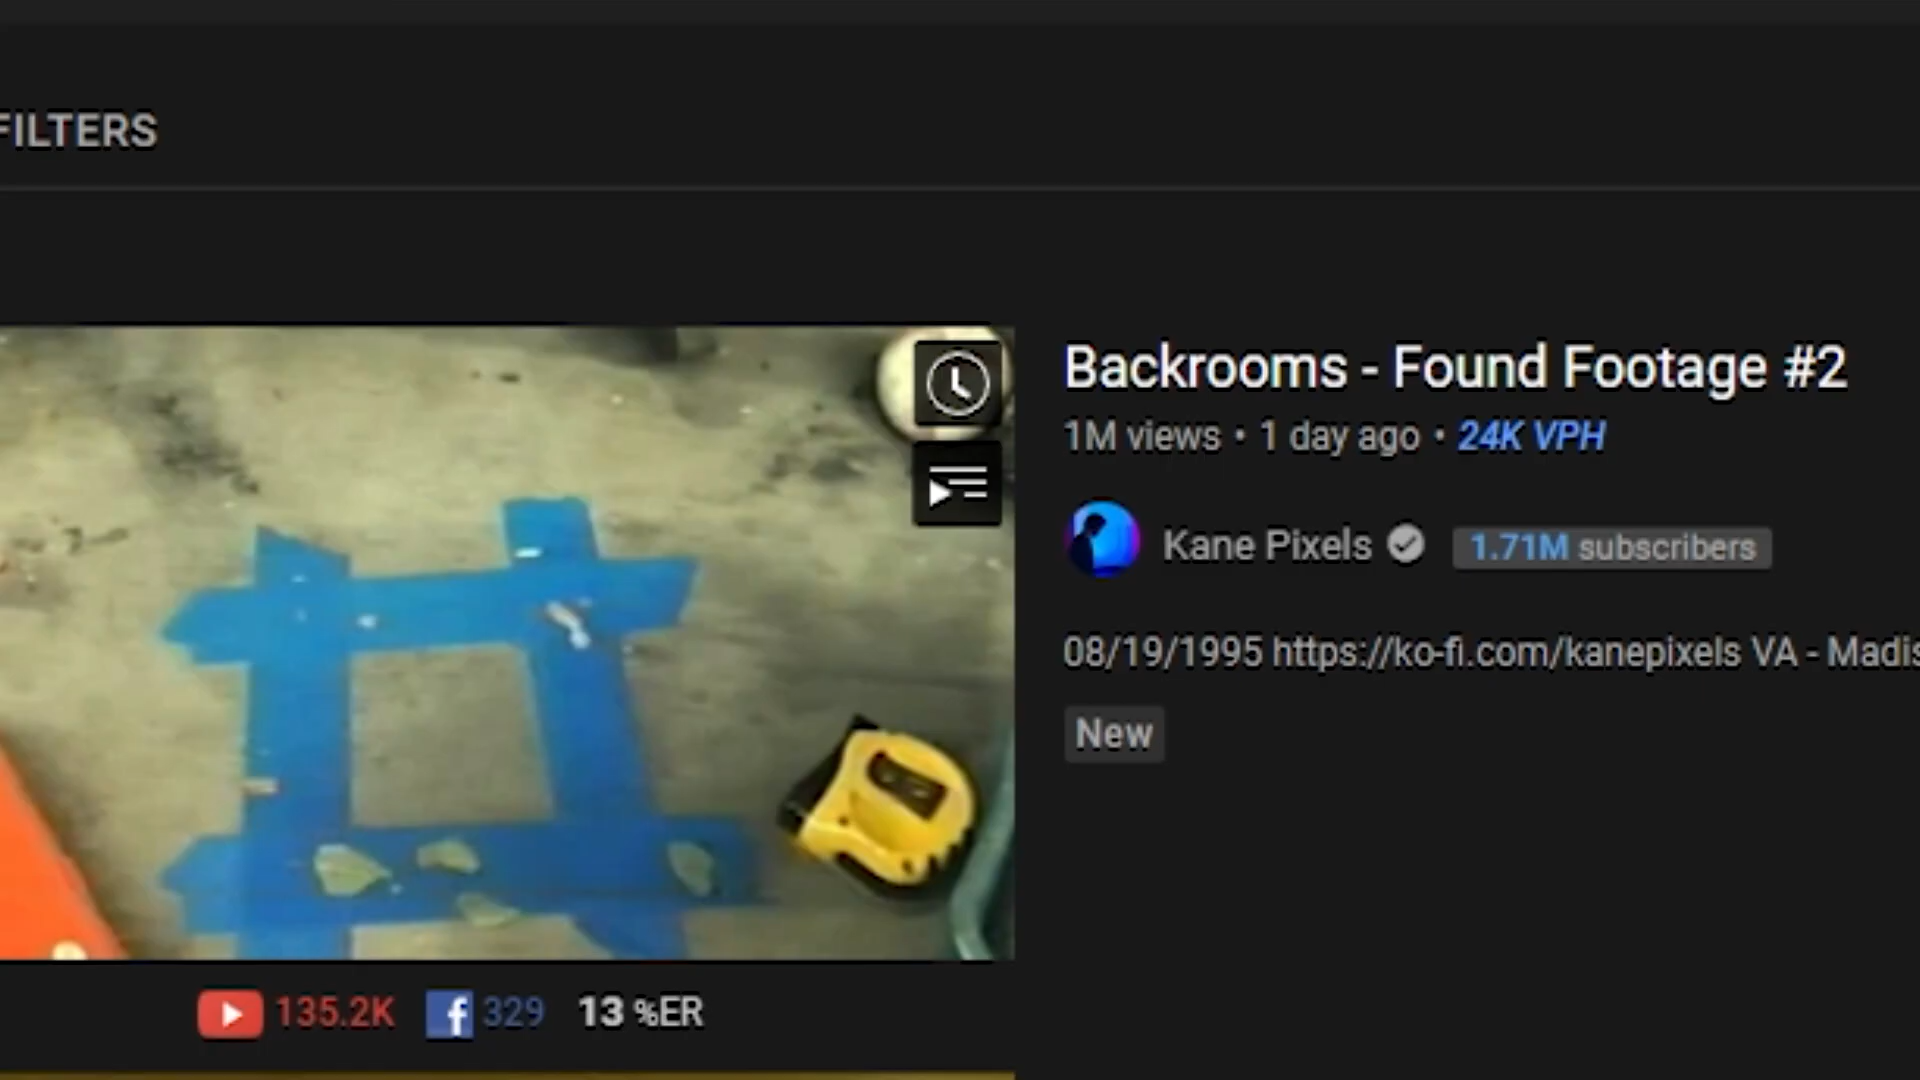 FILTERS
Backrooms - Found Footage #2
1M views • 1 day ago • 24K VPH
Kane Pixels 1.71M subscribers
08/19/1995 https://ko-fi.com/kanepixels VA - Madis
New
135.2K 329 13 %ER